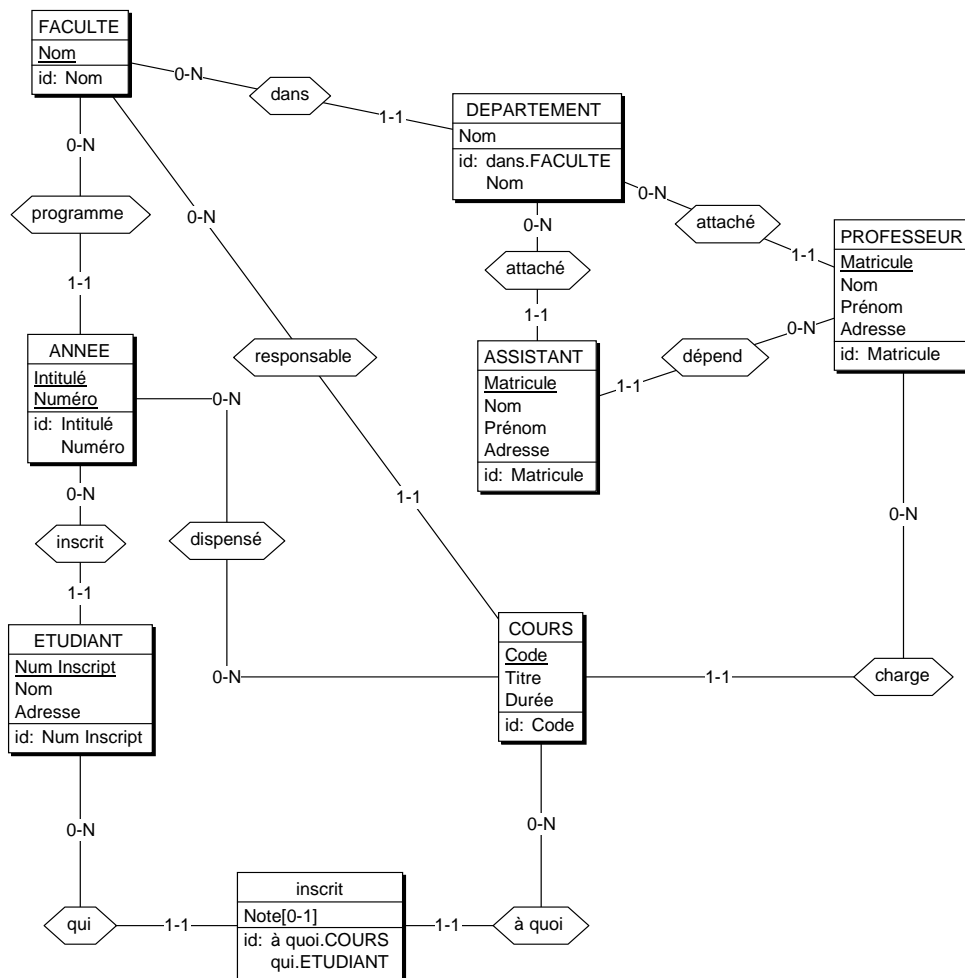 FACULTE
Nom
id: Nom
0-N
dans
1-1
DEPARTEMENT
Nom
id: dans.FACULTE
Nom
0-N
programme
1-1
0-N
responsable
1-1
0-N
attaché
1-1
0-N
attaché
1-1
PROFESSEUR
Matricule
Nom
Prénom
Adresse
id: Matricule
ANNEE
Intitulé
Numéro
id: Intitulé
Numéro
ASSISTANT
Matricule
Nom
Prénom
Adresse
id: Matricule
0-N
dépend
1-1
0-N
dispensé
0-N
0-N
inscrit
1-1
0-N
charge
1-1
ETUDIANT
Num Inscript
Nom
Adresse
id: Num Inscript
COURS
Code
Titre
Durée
id: Code
0-N
qui
1-1
inscrit
Note[0-1]
id: à quoi.COURS
qui.ETUDIANT
1-1
à quoi
0-N